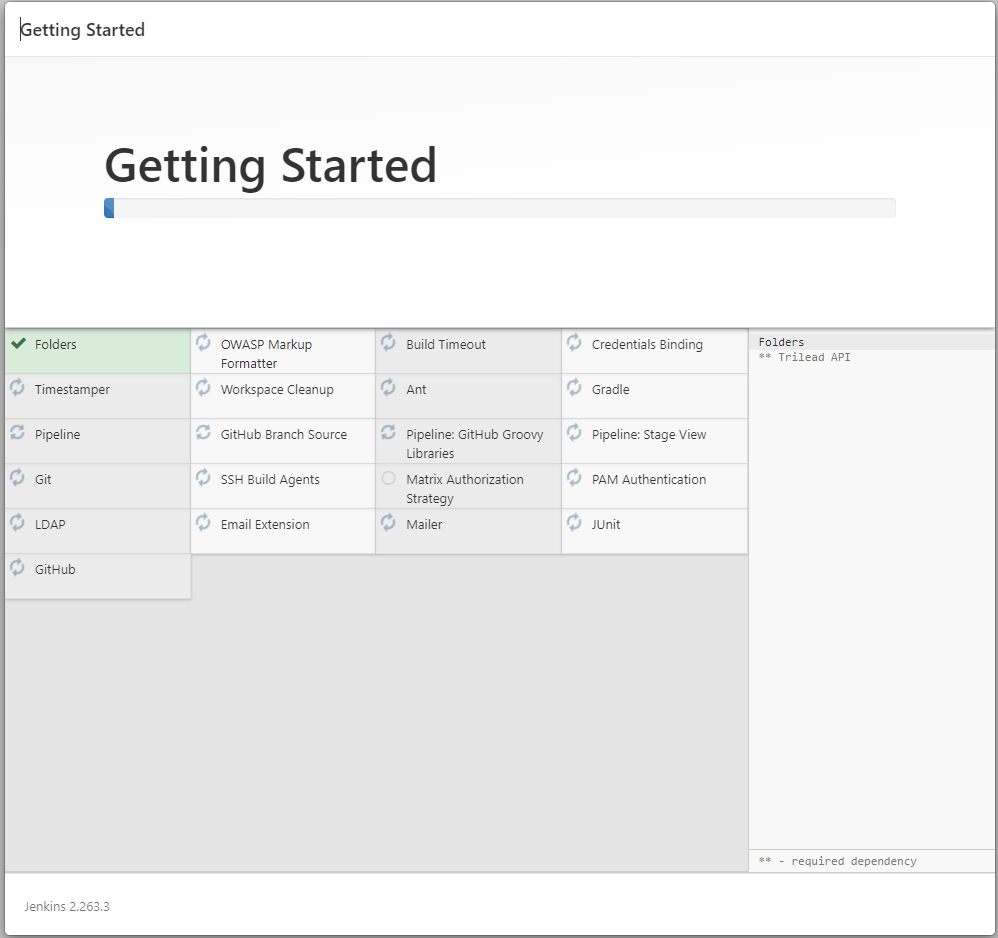 Getting Started
Getting Started
Folders
OWASP Markup
Formatter
Build Timeout
Credentials Binding
Timestamper
Workspace Cleanup
Ant
Gradle
Pipeline
GitHub Branch Source
Pipeline: GitHub Groovy
Libraries
Pipeline: Stage View
Git
SSH Build Agents
Matrix Authorization
Strategy
PAM Authentication
LDAP
Email Extension
Mailer
JUnit
GitHub
Folders
** Trilead API
** - required dependency
Jenkins 2.263.3